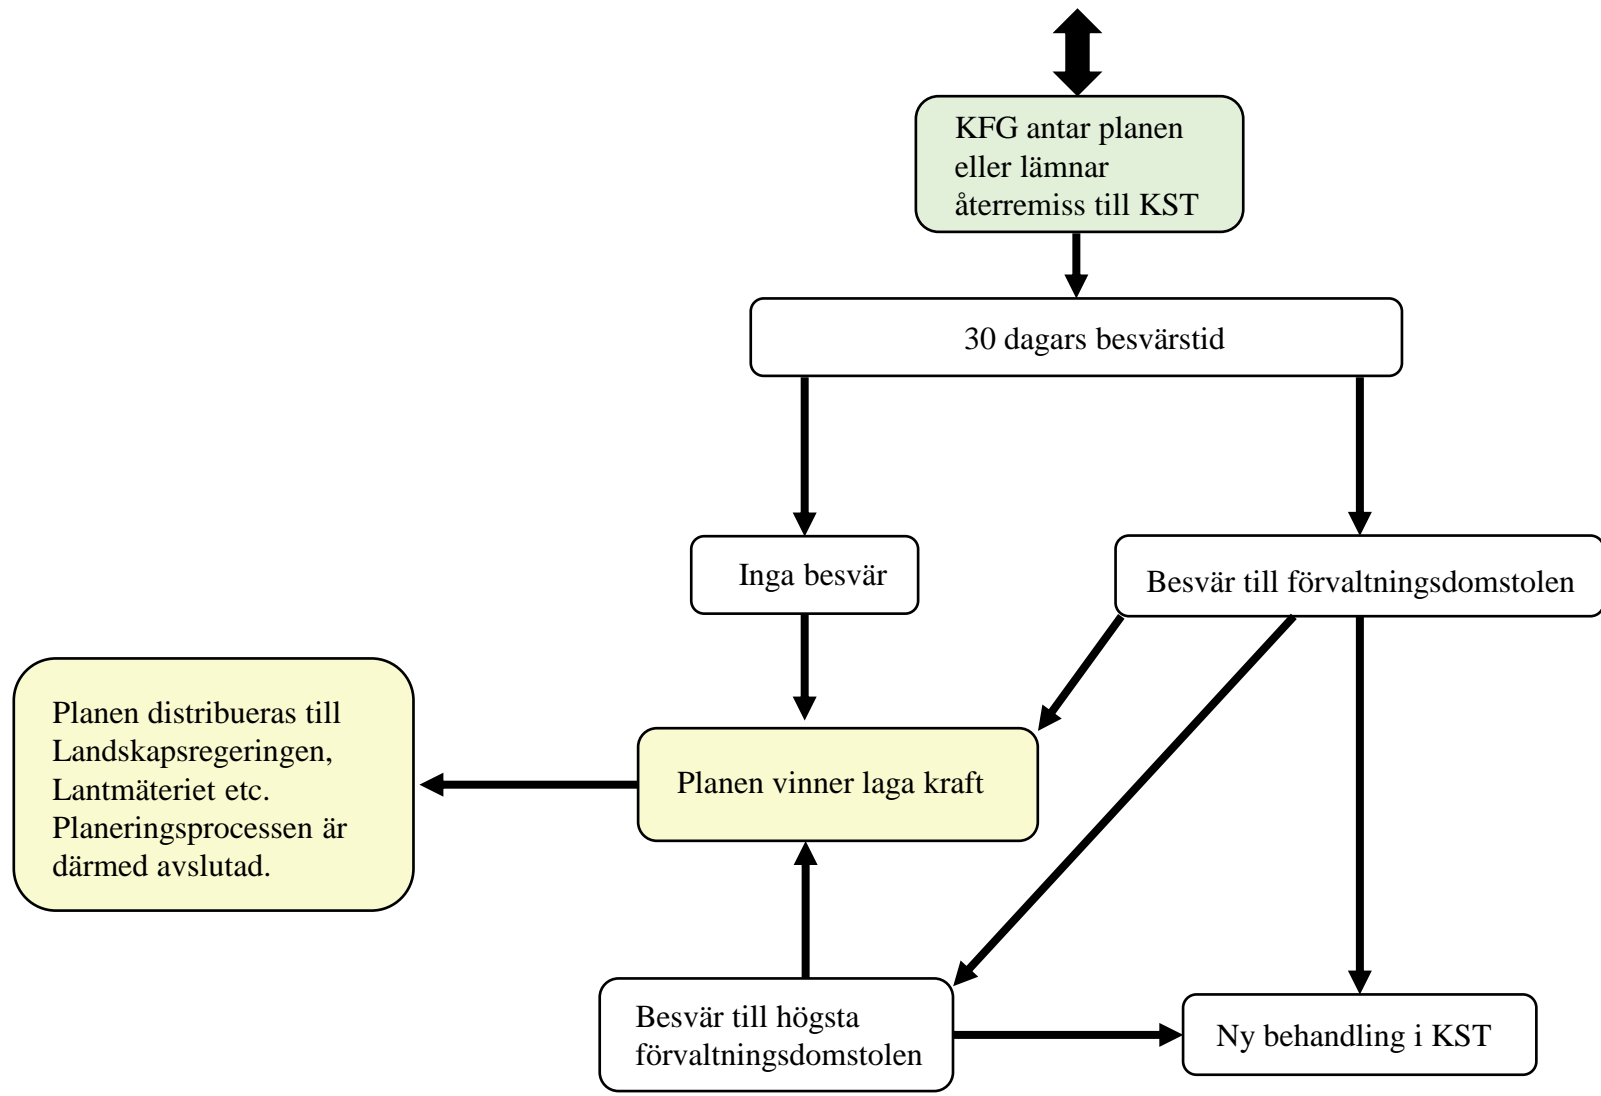 KFG antar planen
eller lämnar
återremiss till KST
30 dagars besvärstid
Inga besvär
Besvär till förvaltningsdomstolen
Planen distribueras till
Landskapsregeringen,
Lantmäteriet etc.
Planeringsprocessen är
därmed avslutad.
Planen vinner laga kraft
Besvär till högsta
förvaltningsdomstolen
Ny behandling i KST